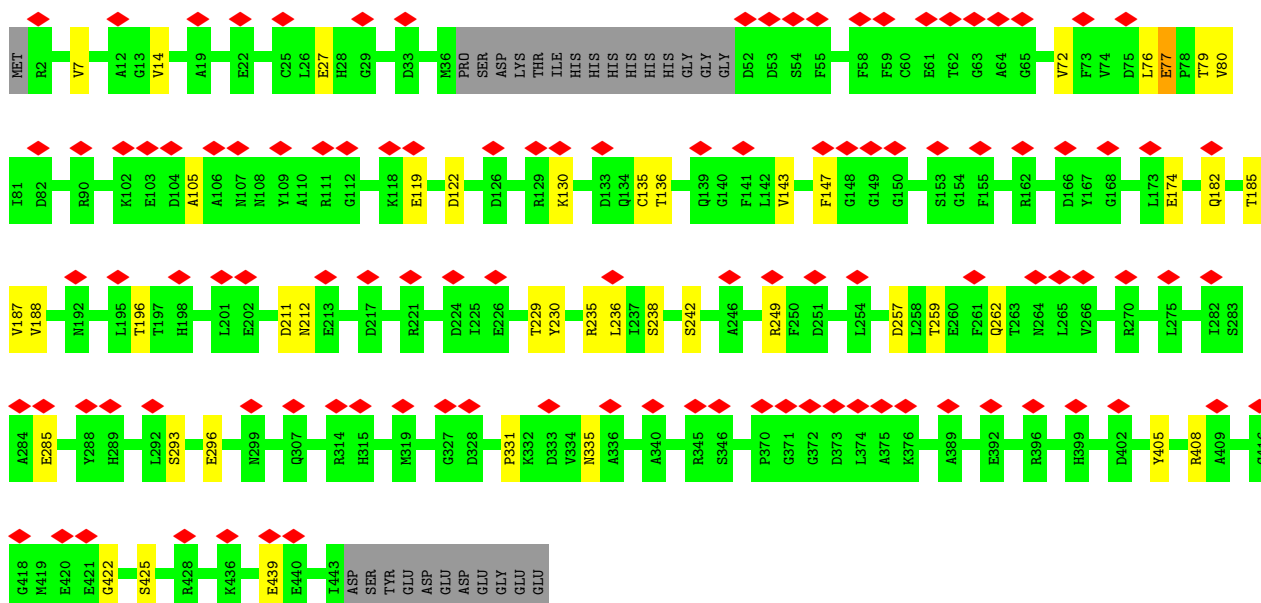 MET R2 V7 A12 G13 V14 A19 E22 C25 L26 E27 H28 G29 D33 M36 PRO SER ASP LYS THR ILE HIS HIS HIS HIS HIS HIS GLY GLY GLY D52 D53 S54 F55 F58 F59 C60 E61 T62 G63 A64 G65 V72 F73 V74 D75 L76 E77 P78 T79 V80
I81 D82 R90 K102 E103 D104 A105 A106 N107 N108 Y109 A110 R111 G112 K118 E119 D122 D126 R129 K130 D133 Q134 C135 T136 Q139 G140 F141 L142 V143 F147 G148 G149 G150 S153 G154 F155 R162 D166 Y167 G168 L173 E174 Q182 T185
V187 V188 N192 L195 T196 T197 H198 L201 E202 D211 N212 E213 D217 R221 D224 I225 E226 T229 Y230 R235 L236 I237 S238 S242 A246 R249 F250 D251 L254 D257 L258 T259 E260 F261 Q262 T263 N264 L265 V266 R270 L275 I282 S283
A284 E285 Y288 H289 L292 S293 E296 N299 Q307 R314 H315 M319 G327 D328 P331 K332 D333 V334 N335 A336 A340 R345 S346 P370 G371 G372 D373 L374 A375 K376 A389 E392 R396 H399 D402 Y405 R408 A409
G418 M419 E420 E421 G422 S425 R428 K436 E439 E440 I443 ASP SER TYR GLU ASP GLU ASP GLU GLY GLU GLU